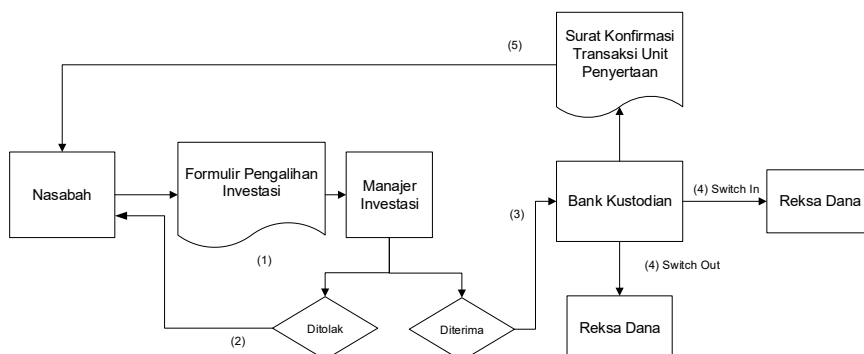 Surat Konfirmasi
Transaksi Unit
Penyertaan
(5)
Nasabah
Formulir Pengalihan
Investasi
Manajer
Investasi
Bank Kustodian
(4) Switch In
Reksa Dana
(3)
(1)
(4) Switch Out
(2)
Ditolak
Diterima
Reksa Dana